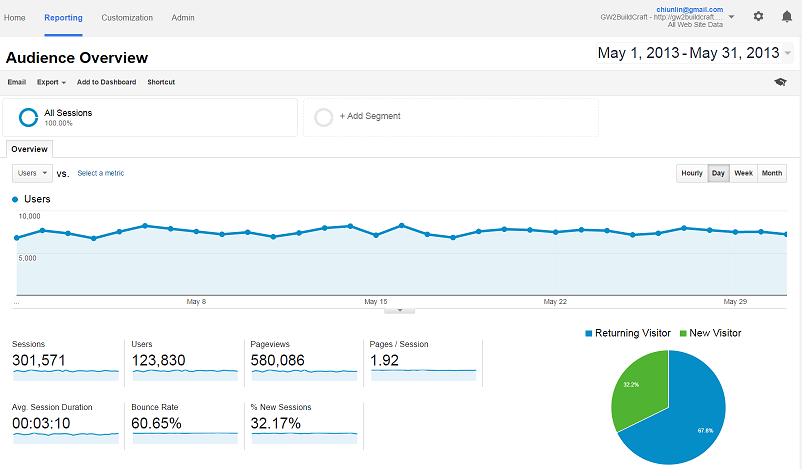 Home Reporting Customization Admin
chiunlin@gmail.com
GW2BuildCraft - http://gw2buildcraft....
All Web Site Data
Audience Overview
May 1, 2013 - May 31, 2013
Email Export Add to Dashboard Shortcut
All Sessions
100.00%
+ Add Segment
Overview
Users vs. Select a metric
Hourly Day Week Month
Users
10,000
5,000
... May 8 May 15 May 22 May 29
Sessions
301,571
Users
123,830
Pageviews
580,086
Pages / Session
1.92
Avg. Session Duration
00:03:10
Bounce Rate
60.65%
% New Sessions
32.17%
Returning Visitor New Visitor
32.2%
67.8%